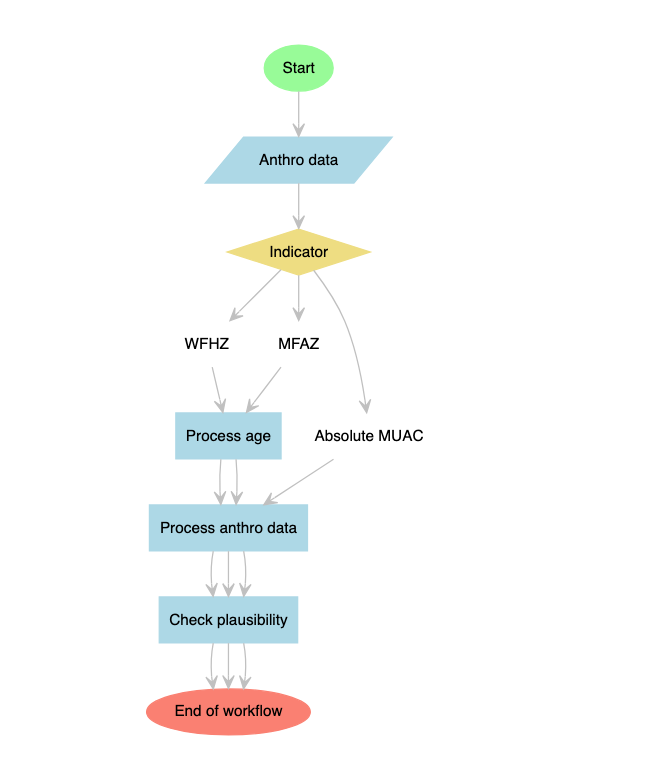 Start
Anthro data
Indicator
WFHZ
MFAZ
Process age
Absolute MUAC
Process anthro data
Check plausibility
End of workflow